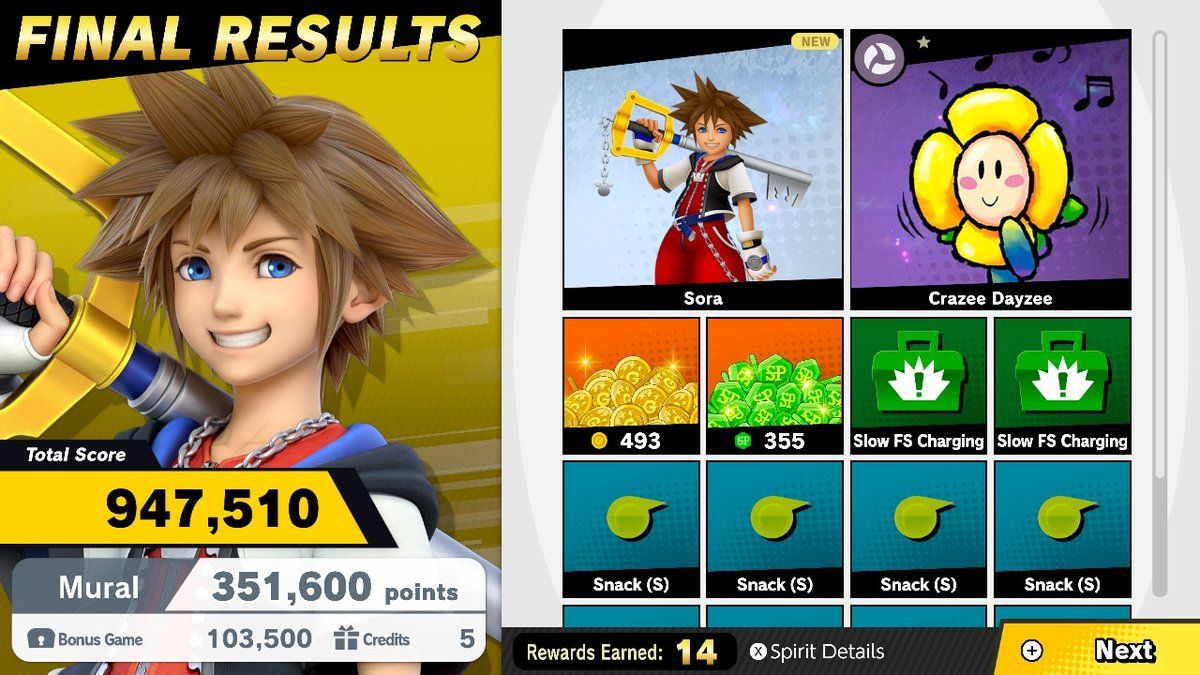 FINAL RESULTS
Total Score
947,510
Mural 351,600 points
Bonus Game 103,500 Credits 5
NEW
Sora
Crazee Dayzee
G 493
SP 355
Slow FS Charging
Slow FS Charging
Snack (S)
Snack (S)
Snack (S)
Snack (S)
Rewards Earned: 14
X Spirit Details
+ Next